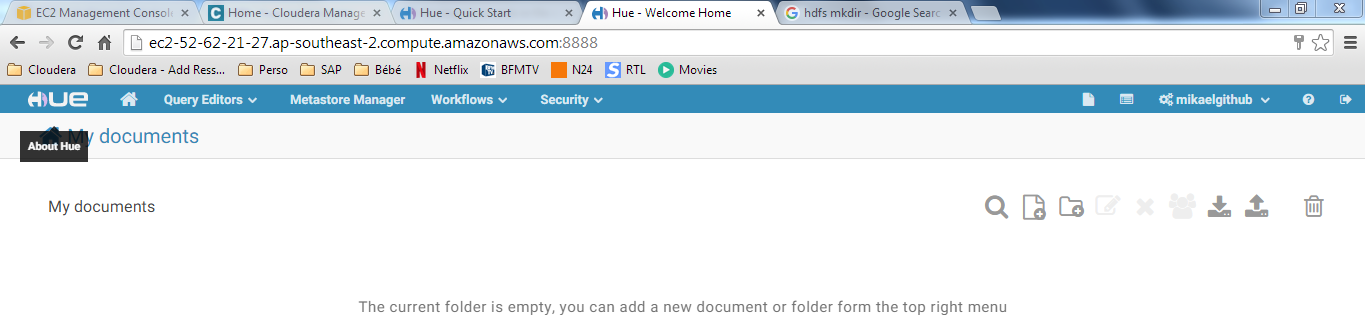 EC2 Management Consol
Home - Cloudera Manage
Hue - Quick Start
Hue - Welcome Home
hdfs mkdir - Google Searc
ec2-52-62-21-27.ap-southeast-2.compute.amazonaws.com:8888
Cloudera Cloudera - Add Ress... Perso SAP Bébé Netflix BFMTV N24 RTL Movies
HUE Query Editors Metastore Manager Workflows Security mikaelgithub
My documents
About Hue
My documents
The current folder is empty, you can add a new document or folder form the top right menu